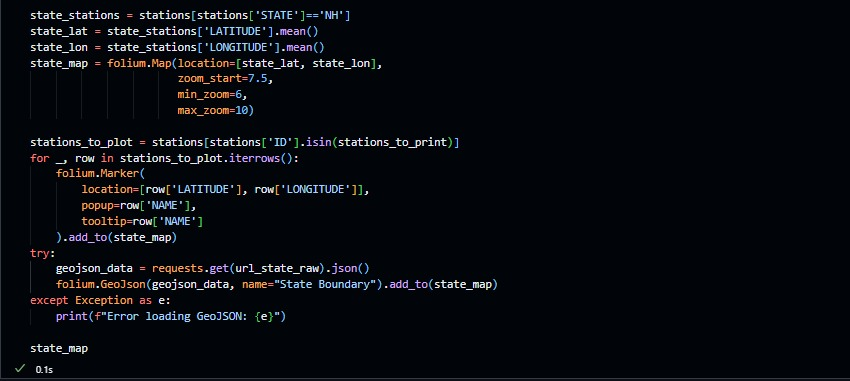 state_stations = stations[stations['STATE']=='NH']
state_lat = state_stations['LATITUDE'].mean()
state_lon = state_stations['LONGITUDE'].mean()
state_map = folium.Map(location=[state_lat, state_lon],
                       zoom_start=7.5,
                       min_zoom=6,
                       max_zoom=10)

stations_to_plot = stations[stations['ID'].isin(stations_to_print)]
for _, row in stations_to_plot.iterrows():
    folium.Marker(
        location=[row['LATITUDE'], row['LONGITUDE']],
        popup=row['NAME'],
        tooltip=row['NAME']
    ).add_to(state_map)
try:
    geojson_data = requests.get(url_state_raw).json()
    folium.GeoJson(geojson_data, name="State Boundary").add_to(state_map)
except Exception as e:
    print(f"Error loading GeoJSON: {e}")

state_map
0.1s